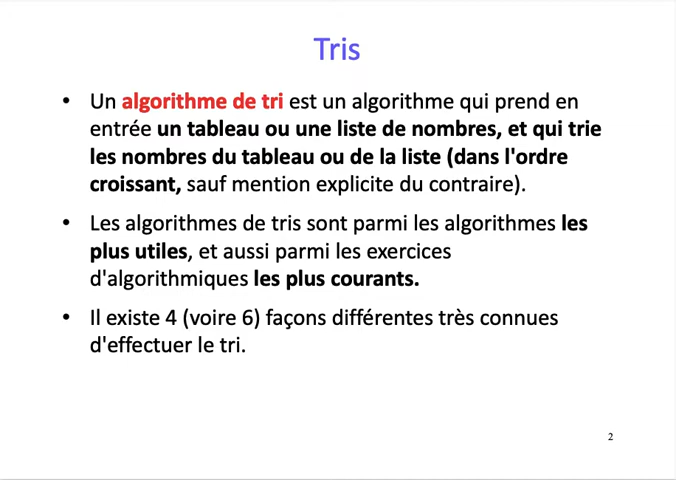 Tris
• Un algorithme de tri est un algorithme qui prend en
entrée un tableau ou une liste de nombres, et qui trie
les nombres du tableau ou de la liste (dans l'ordre
croissant, sauf mention explicite du contraire).
• Les algorithmes de tris sont parmi les algorithmes les
plus utiles, et aussi parmi les exercices
d'algorithmiques les plus courants.
• Il existe 4 (voire 6) façons différentes très connues
d'effectuer le tri.
2